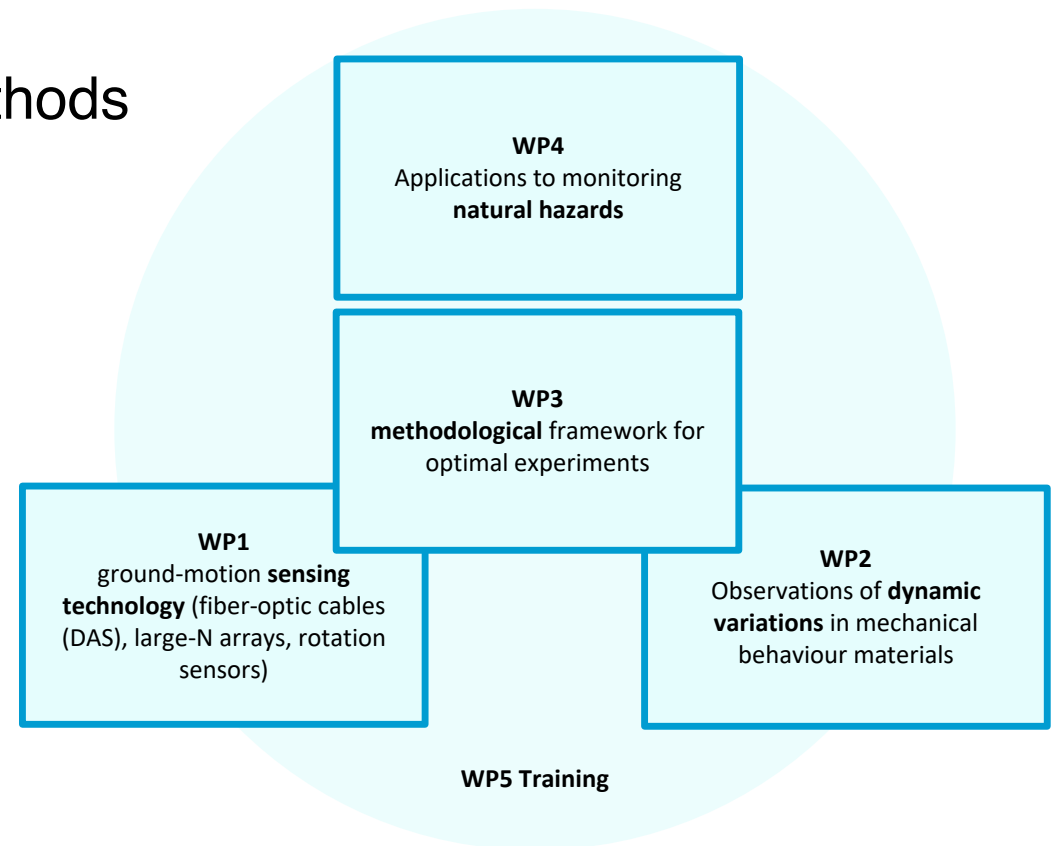 thods
WP4
Applications to monitoring
natural hazards
WP3
methodological framework for
optimal experiments
WP1
ground-motion sensing
technology (fiber-optic cables
(DAS), large-N arrays, rotation
sensors)
WP2
Observations of dynamic
variations in mechanical
behaviour materials
WP5 Training